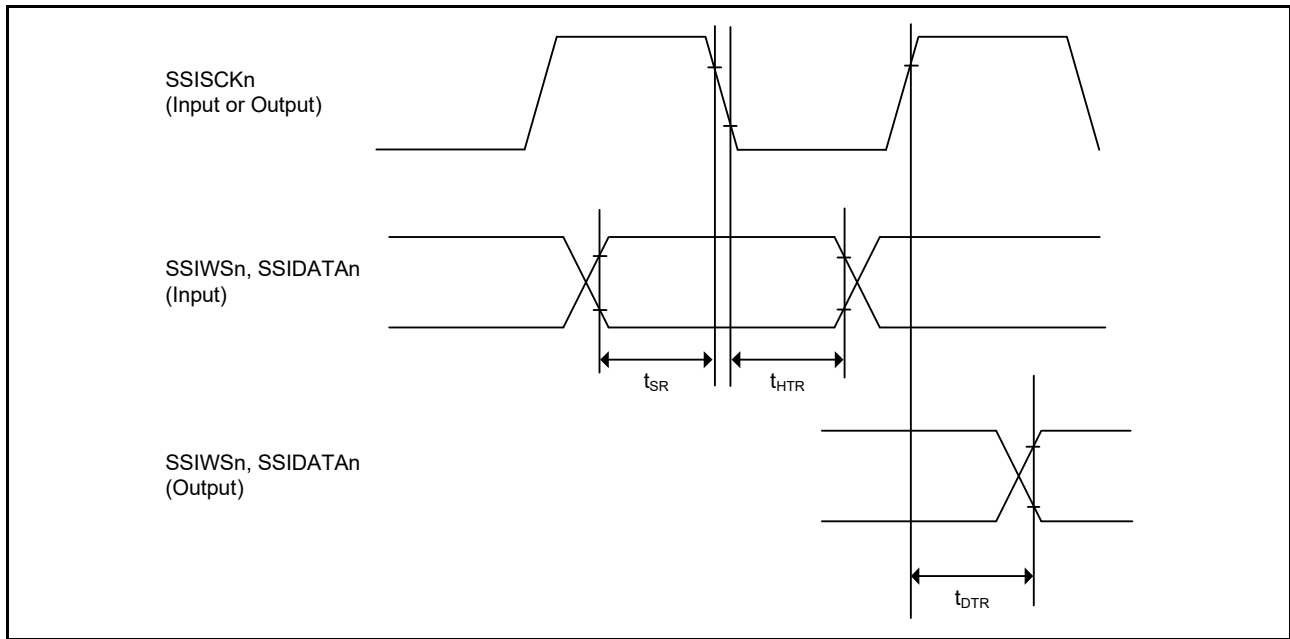 SSISCKn
(Input or Output)
SSIWSn, SSIDATAn
(Input)
tSR
tHTR
SSIWSn, SSIDATAn
(Output)
tDTR